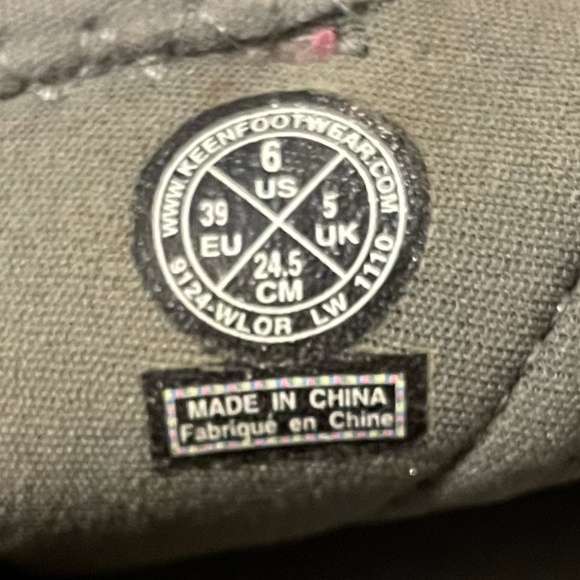 WWW.KEENFOOTWEAR.COM
6
US
39
EU
5
UK
24.5
CM
9124-WLOR LW 1110
MADE IN CHINA
Fabriqué en Chine